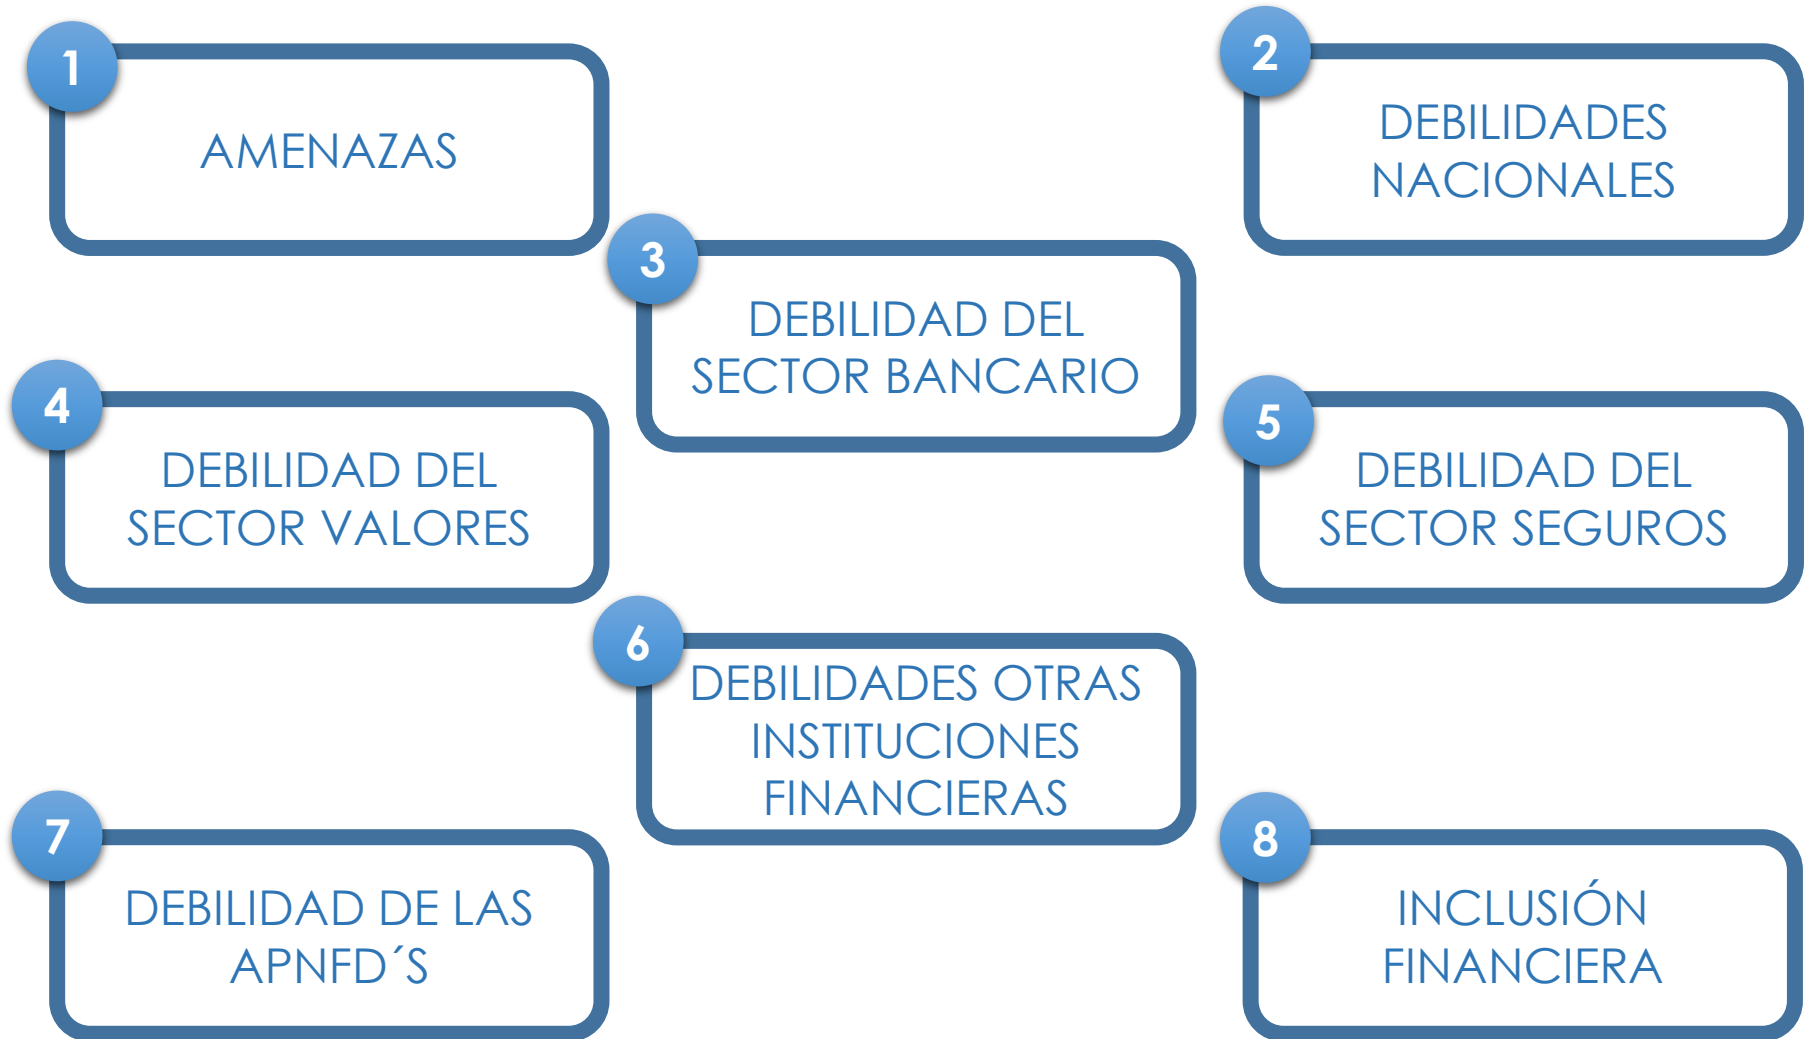 1
AMENAZAS
2
DEBILIDADES
NACIONALES
3
DEBILIDAD DEL
SECTOR BANCARIO
4
DEBILIDAD DEL
SECTOR VALORES
5
DEBILIDAD DEL
SECTOR SEGUROS
6
DEBILIDADES OTRAS
INSTITUCIONES
FINANCIERAS
7
DEBILIDAD DE LAS
APNFD´S
8
INCLUSIÓN
FINANCIERA